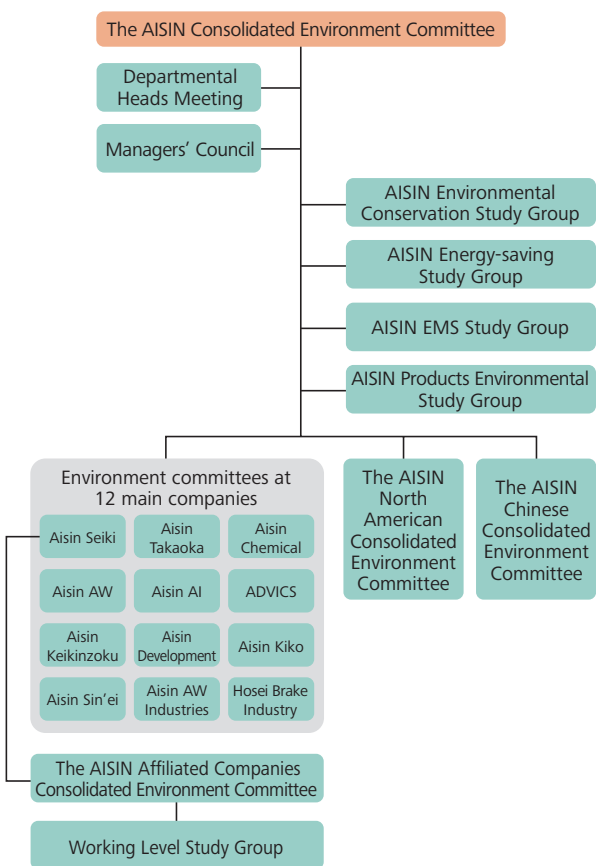 The AISIN Consolidated Environment Committee
Departmental
Heads Meeting
Managers’ Council
AISIN Environmental
Conservation Study Group
AISIN Energy-saving
Study Group
AISIN EMS Study Group
AISIN Products Environmental
Study Group
Environment committees at
12 main companies
Aisin Seiki
Aisin
Takaoka
Aisin
Chemical
Aisin AW
Aisin AI
ADVICS
Aisin
Keikinzoku
Aisin
Development
Aisin Kiko
Aisin Sin’ei
Aisin AW
Industries
Hosei Brake
Industry
The AISIN
North
American
Consolidated
Environment
Committee
The AISIN
Chinese
Consolidated
Environment
Committee
The AISIN Affiliated Companies
Consolidated Environment Committee
Working Level Study Group